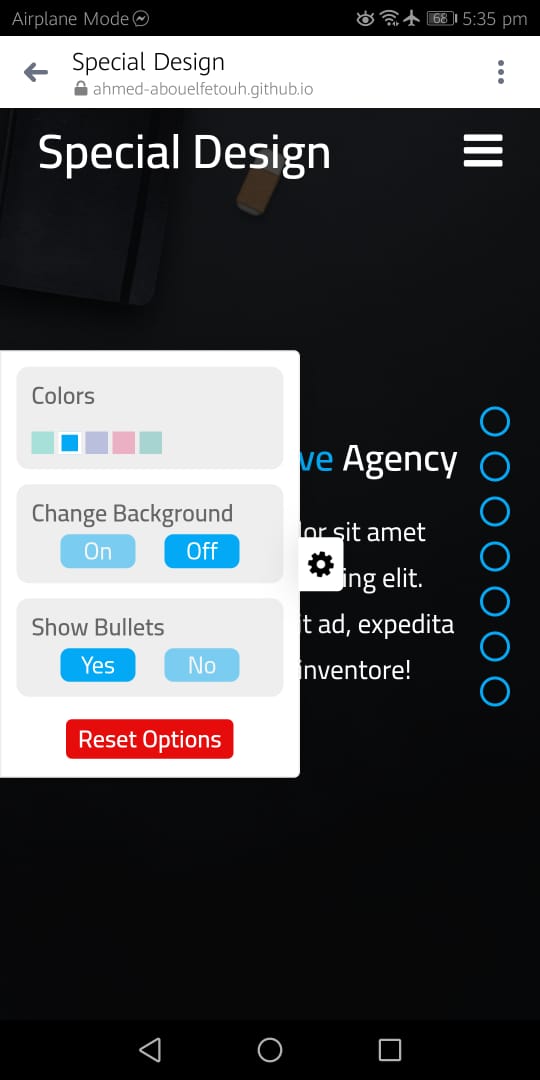 Airplane Mode 68 5:35 pm
Special Design
ahmed-abouelfetouh.github.io
Special Design
Colors
Change Background
On Off
Show Bullets
Yes No
Reset Options
ve Agency
lor sit amet
ing elit.
it ad, expedita
inventore!